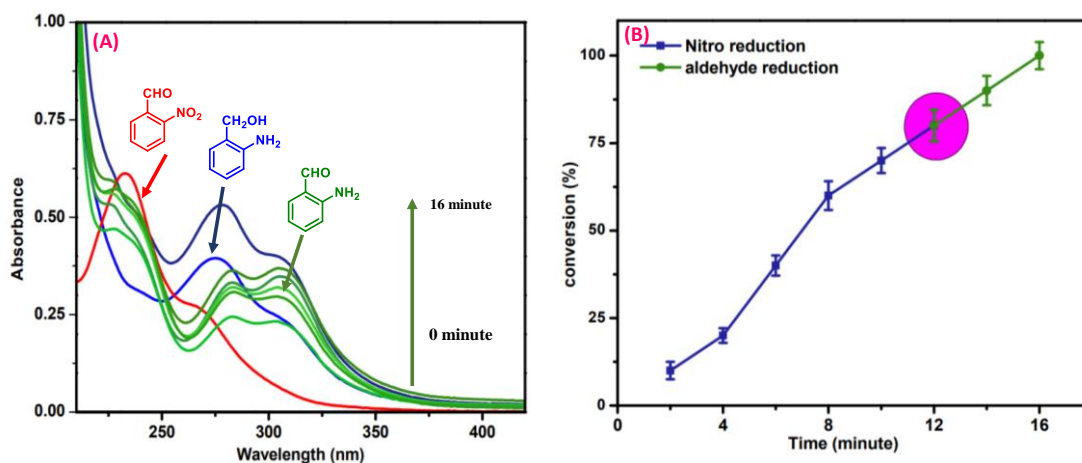 (A)
1.00
0.75
0.50
0.25
0.00
Absorbance
CHO
NO2
CH2OH
NH2
CHO
NH2
16 minute
0 minute
250
300
350
400
Wavelength (nm)
(B)
Nitro reduction
aldehyde reduction
100
75
50
25
0
conversion (%)
0
4
8
12
16
Time (minute)